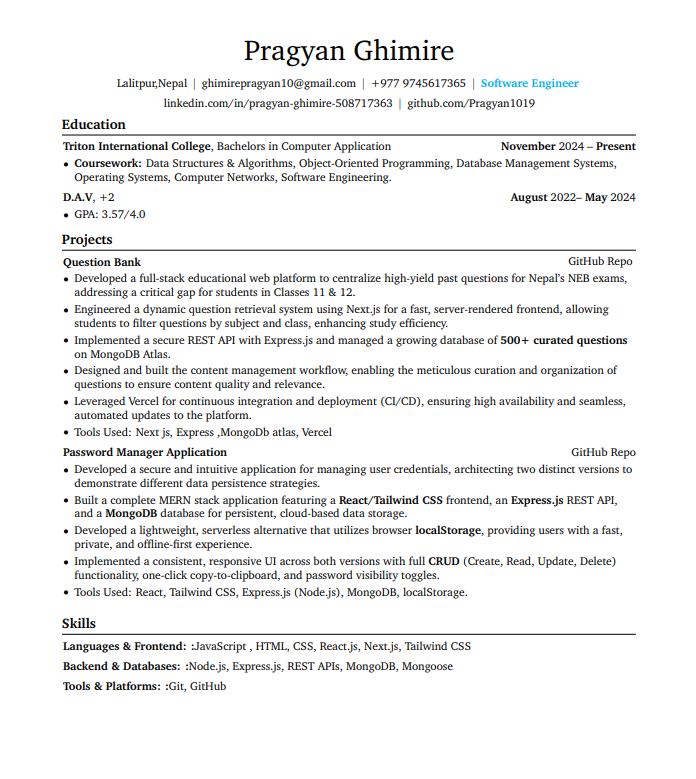 Pragyan Ghimire
Lalitpur,Nepal | ghimirepragyan10@gmail.com | +977 9745617365 | Software Engineer
linkedin.com/in/pragyan-ghimire-508717363 | github.com/Pragyan1019
Education
Triton International College, Bachelors in Computer Application November 2024 – Present
• Coursework: Data Structures & Algorithms, Object-Oriented Programming, Database Management Systems,
Operating Systems, Computer Networks, Software Engineering.
D.A.V, +2 August 2022– May 2024
• GPA: 3.57/4.0
Projects
Question Bank GitHub Repo
• Developed a full-stack educational web platform to centralize high-yield past questions for Nepal's NEB exams,
addressing a critical gap for students in Classes 11 & 12.
• Engineered a dynamic question retrieval system using Next.js for a fast, server-rendered frontend, allowing
students to filter questions by subject and class, enhancing study efficiency.
• Implemented a secure REST API with Express.js and managed a growing database of 500+ curated questions
on MongoDB Atlas.
• Designed and built the content management workflow, enabling the meticulous curation and organization of
questions to ensure content quality and relevance.
• Leveraged Vercel for continuous integration and deployment (CI/CD), ensuring high availability and seamless,
automated updates to the platform.
• Tools Used: Next js, Express ,MongoDb atlas, Vercel
Password Manager Application GitHub Repo
• Developed a secure and intuitive application for managing user credentials, architecting two distinct versions to
demonstrate different data persistence strategies.
• Built a complete MERN stack application featuring a React/Tailwind CSS frontend, an Express.js REST API,
and a MongoDB database for persistent, cloud-based data storage.
• Developed a lightweight, serverless alternative that utilizes browser localStorage, providing users with a fast,
private, and offline-first experience.
• Implemented a consistent, responsive UI across both versions with full CRUD (Create, Read, Update, Delete)
functionality, one-click copy-to-clipboard, and password visibility toggles.
• Tools Used: React, Tailwind CSS, Express.js (Node.js), MongoDB, localStorage.
Skills
Languages & Frontend: :JavaScript , HTML, CSS, React.js, Next.js, Tailwind CSS
Backend & Databases: :Node.js, Express.js, REST APIs, MongoDB, Mongoose
Tools & Platforms: :Git, GitHub